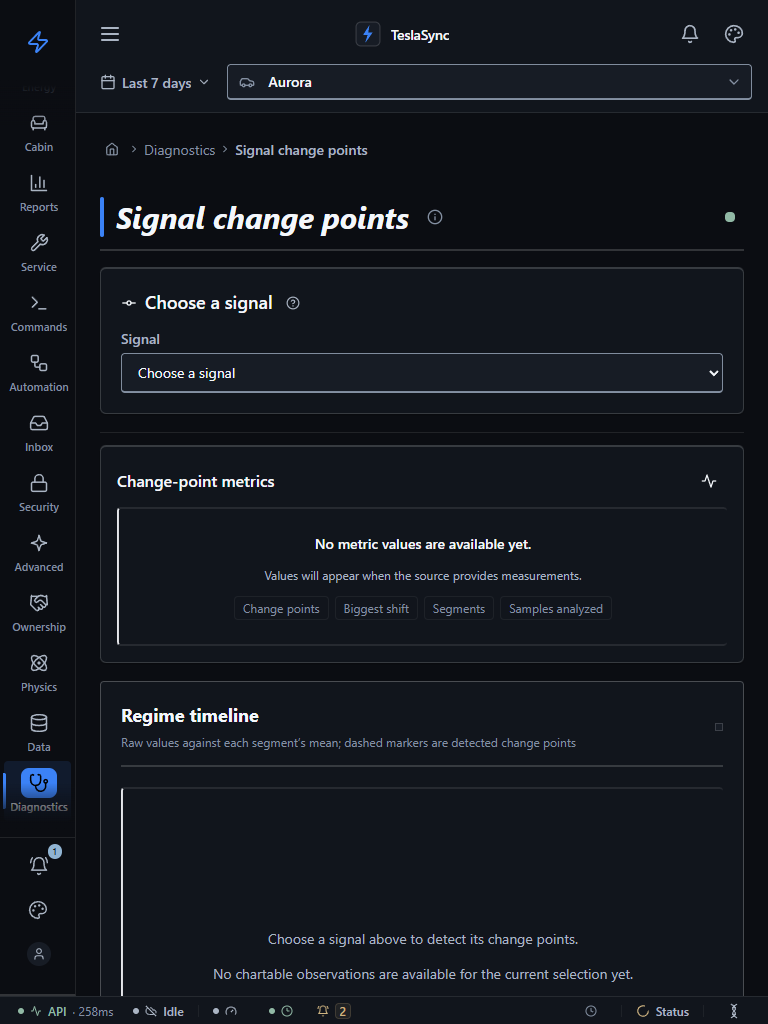 TeslaSync
Last 7 days
Aurora
Cabin
Reports
Service
Commands
Automation
Inbox
Security
Advanced
Ownership
Physics
Data
Diagnostics
1
Diagnostics
Signal change points
Signal change points
Choose a signal
Signal
Choose a signal
Change-point metrics
No metric values are available yet.
Values will appear when the source provides measurements.
Change points
Biggest shift
Segments
Samples analyzed
Regime timeline
Raw values against each segment's mean; dashed markers are detected change points
Choose a signal above to detect its change points.
No chartable observations are available for the current selection yet.
API · 258ms
Idle
2
Status